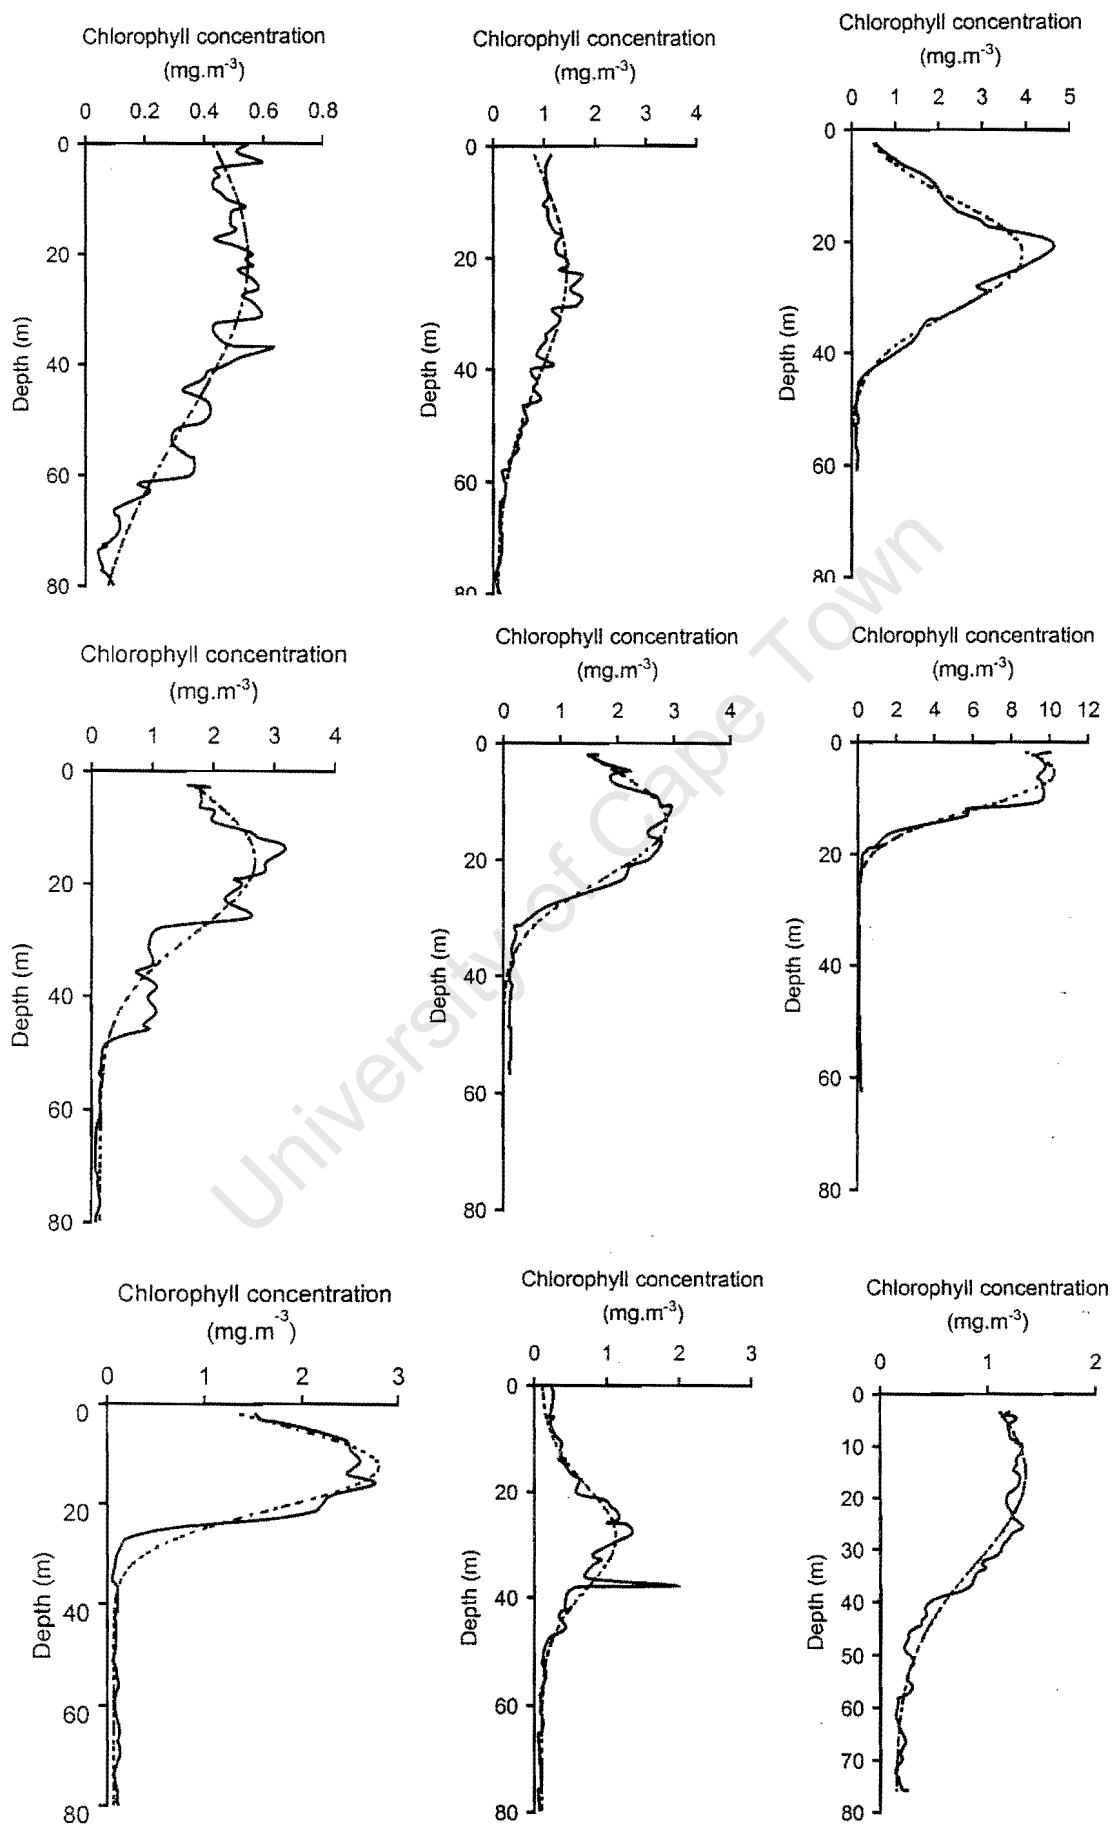 Chlorophyll concentration
(mg.m-3)
0 0.2 0.4 0.6 0.8
0
20
40
60
80
Depth (m)
Chlorophyll concentration
(mg.m-3)
0 1 2 3 4
0
20
40
60
80
Depth (m)
Chlorophyll concentration
(mg.m-3)
0 1 2 3 4 5
0
20
40
60
80
Depth (m)
Chlorophyll concentration
(mg.m-3)
0 1 2 3 4
0
20
40
60
80
Depth (m)
Chlorophyll concentration
(mg.m-3)
0 1 2 3 4
0
20
40
60
80
Depth (m)
Chlorophyll concentration
(mg.m-3)
0 2 4 6 8 10 12
0
20
40
60
80
Depth (m)
Chlorophyll concentration
(mg.m-3)
0 1 2 3
0
20
40
60
80
Depth (m)
Chlorophyll concentration
(mg.m-3)
0 1 2 3
0
20
40
60
80
Depth (m)
Chlorophyll concentration
(mg.m-3)
0 1 2
0
10
20
30
40
50
60
70
80
Depth (m)
University of Cape Town